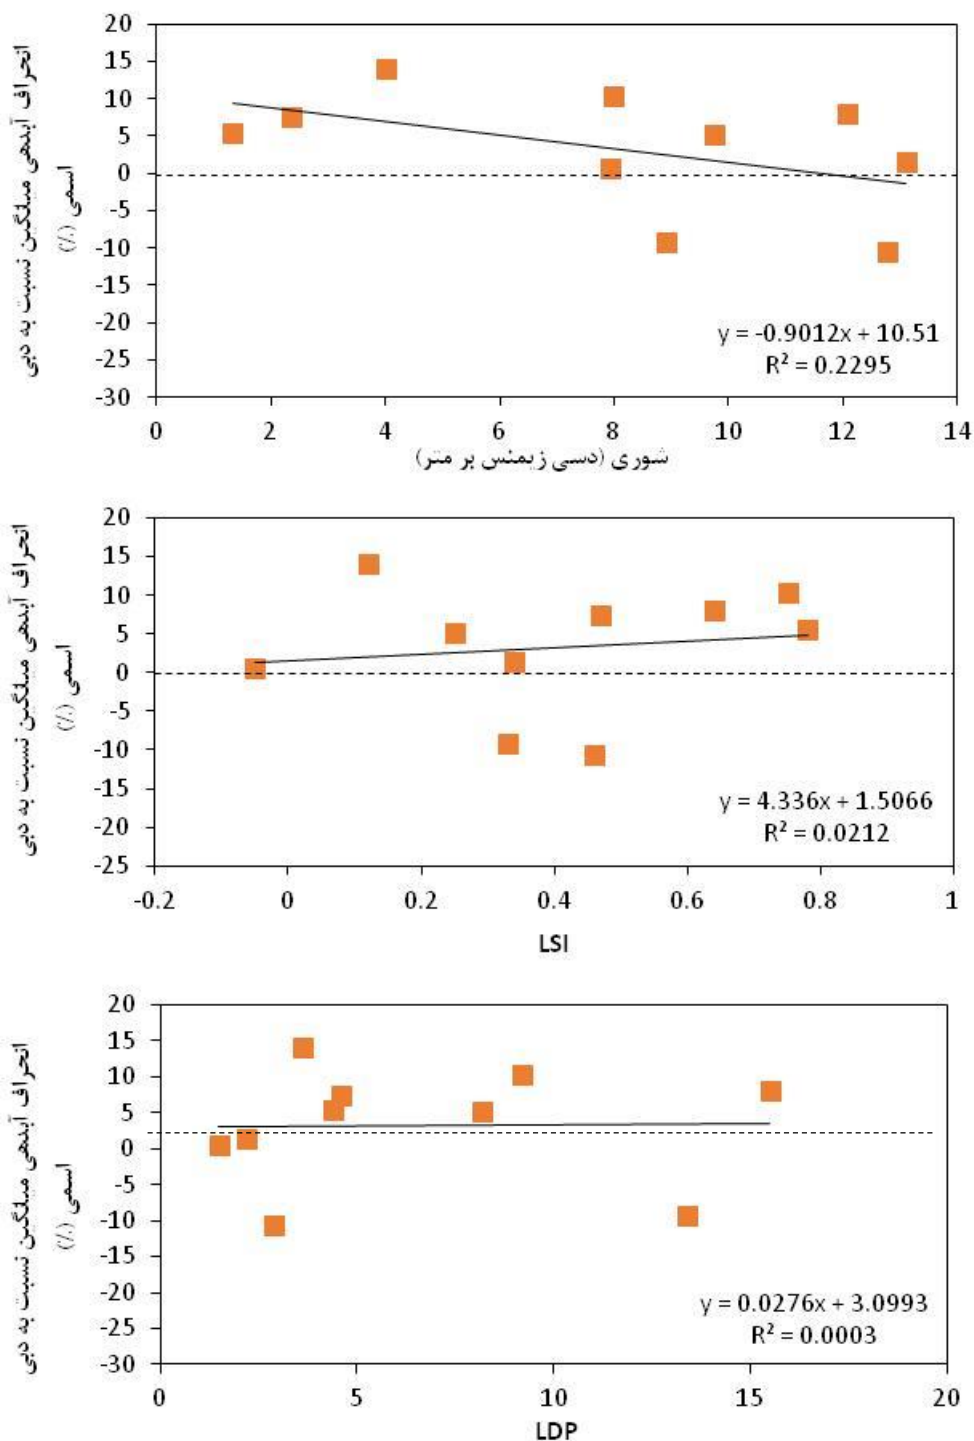 انحراف آبدهی میانگین نسبت به دبی
اسمی (٪)
20
15
10
5
0
-5
-10
-15
-20
-25
-30
y = -0.9012x + 10.51
R² = 0.2295
0 2 4 6 8 10 12 14
شوری (دسی زیمنس بر متر)
انحراف آبدهی میانگین نسبت به دبی
اسمی (٪)
20
15
10
5
0
-5
-10
-15
-20
-25
y = 4.336x + 1.5066
R² = 0.0212
-0.2 0 0.2 0.4 0.6 0.8 1
LSI
انحراف آبدهی میانگین نسبت به دبی
اسمی (٪)
20
15
10
5
0
-5
-10
-15
-20
-25
-30
y = 0.0276x + 3.0993
R² = 0.0003
0 5 10 15 20
LDP